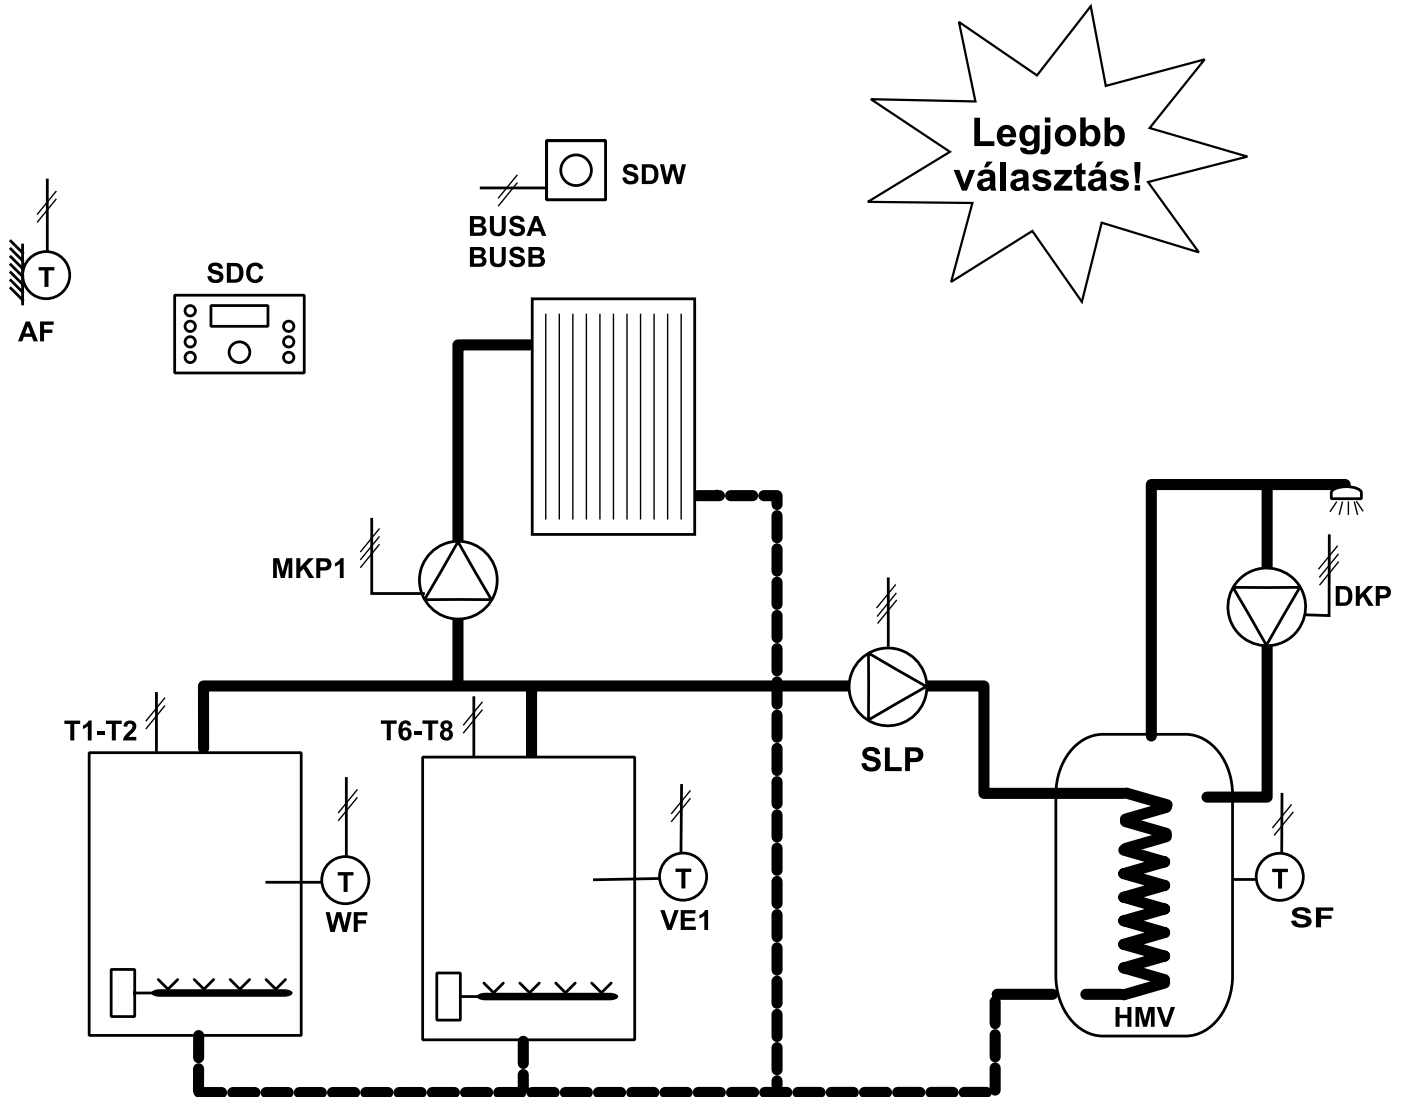 Legjobb
választás!
SDW
BUSA
BUSB
SDC
T
AF
MKP1
DKP
T1-T2
T6-T8
SLP
T
WF
T
VE1
T
SF
HMV